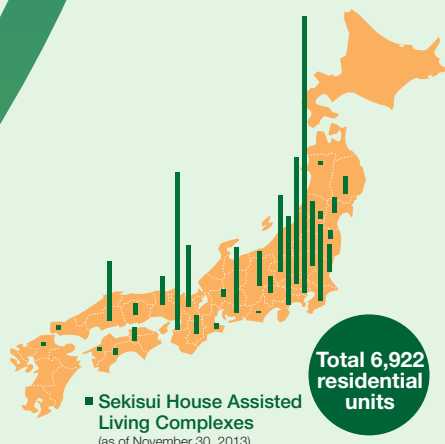 Total 6,922
residential
units
Sekisui House Assisted
Living Complexes
(as of November 30, 2013)